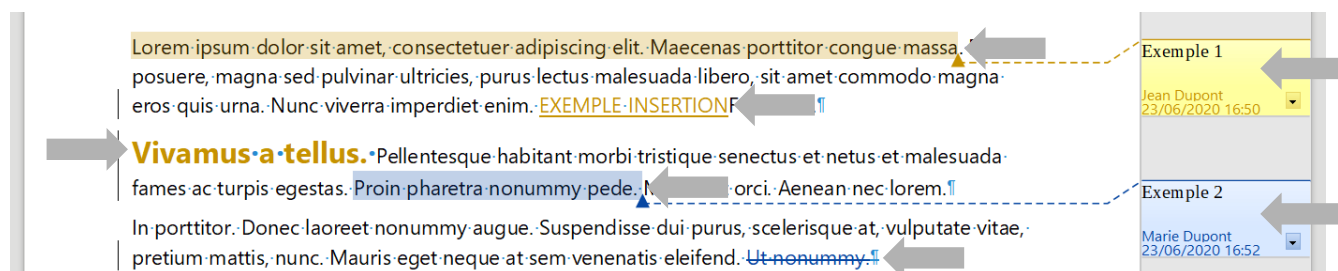 Lorem ipsum dolor sit amet, consectetuer adipiscing elit. Maecenas porttitor congue massa.
posuere, magna sed pulvinar ultricies, purus lectus malesuada libero, sit amet commodo magna
eros quis urna. Nunc viverra imperdiet enim. EXEMPLE INSERTION
Vivamus a tellus. Pellentesque habitant morbi tristique senectus et netus et malesuada
fames ac turpis egestas. Proin pharetra nonummy pede. orci. Aenean nec lorem.¶
In porttitor. Donec laoreet nonummy augue. Suspendisse dui purus, scelerisque at, vulputate vitae,
pretium mattis, nunc. Mauris eget neque at sem venenatis eleifend. Ut nonummy.¶
Exemple 1
Jean Dupont
23/06/2020 16:50
Exemple 2
Marie Dupont
23/06/2020 16:52